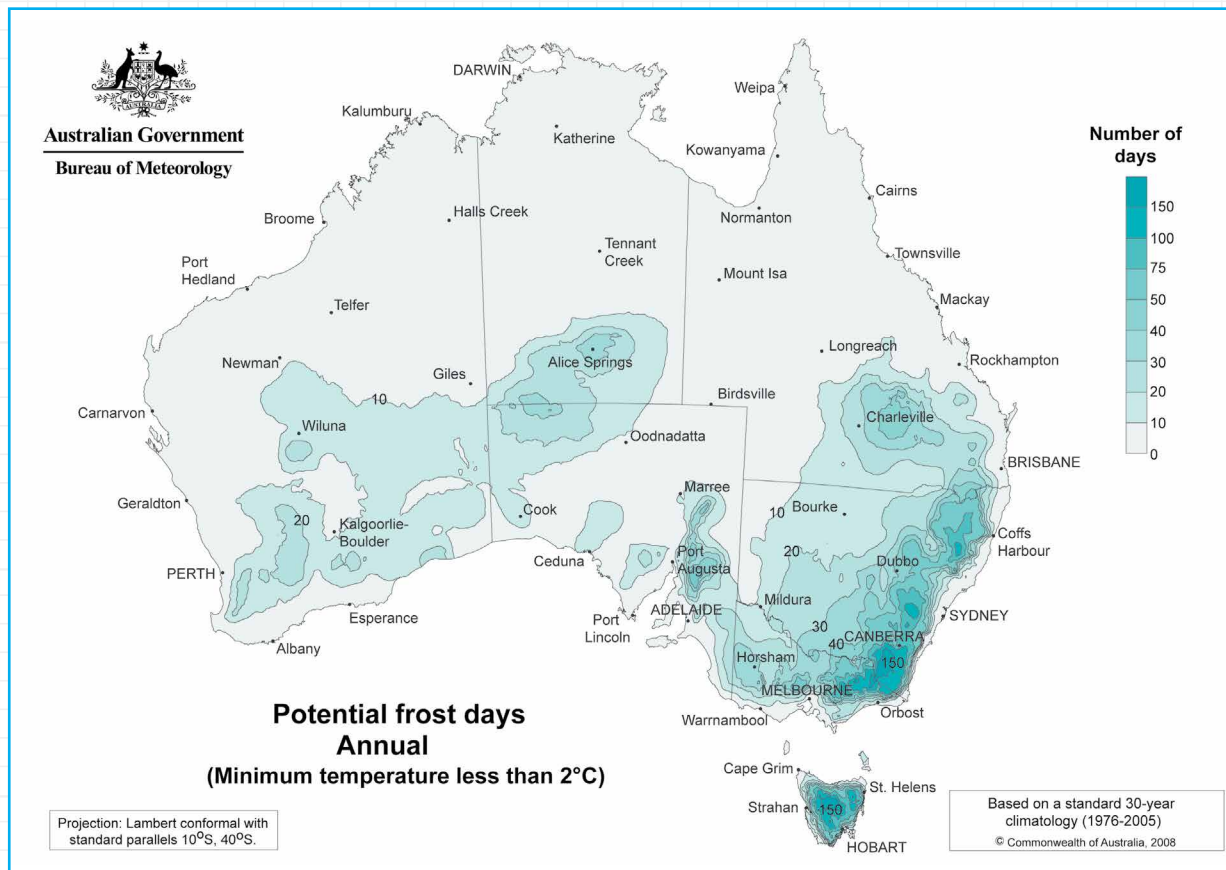 AUSTRALIA
Australian Government
Bureau of Meteorology
DARWIN
Kalumburu
Katherine
Weipa
Kowanyama
Cairns
Broome
Halls Creek
Normanton
Tennant
Creek
Townsville
Port
Hedland
Mount Isa
Telfer
Mackay
Newman
Giles
Alice Springs
Longreach
Rockhampton
10
Carnarvon
Birdsville
Wiluna
Charleville
Oodnadatta
BRISBANE
Geraldton
20
Kalgoorlie-
Boulder
Cook
Marree
10
Bourke
Coffs
Harbour
PERTH
Ceduna
Port
Augusta
20
Dubbo
Esperance
Albany
Port
Lincoln
ADELAIDE
Mildura
30
SYDNEY
CANBERRA
40
150
Horsham
MELBOURNE
Warrnambool
Orbost
Cape Grim
St. Helens
Strahan
150
HOBART
Number of
days
150
100
75
50
40
30
20
10
0
Potential frost days
Annual
(Minimum temperature less than 2°C)
Projection: Lambert conformal with
standard parallels 10°S, 40°S.
Based on a standard 30-year
climatology (1976-2005)
© Commonwealth of Australia, 2008